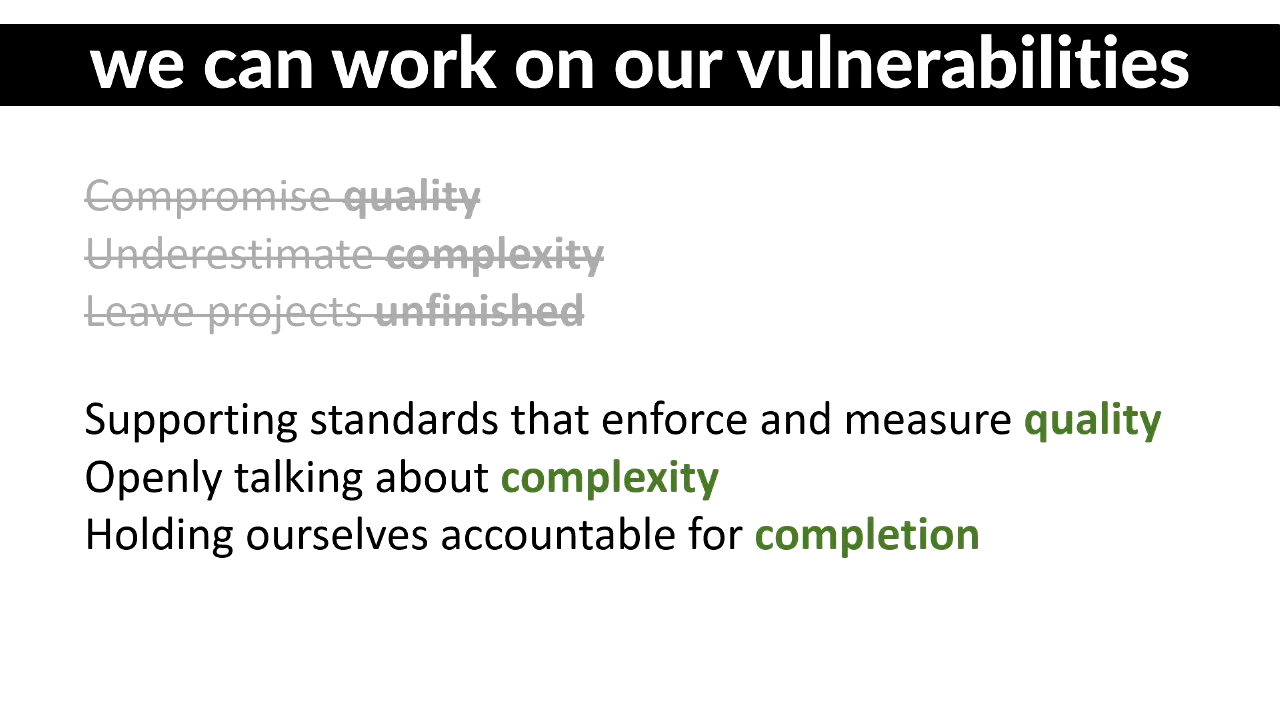 we can work on our vulnerabilities
Compromise quality
Underestimate complexity
Leave projects unfinished
Supporting standards that enforce and measure quality
Openly talking about complexity
Holding ourselves accountable for completion